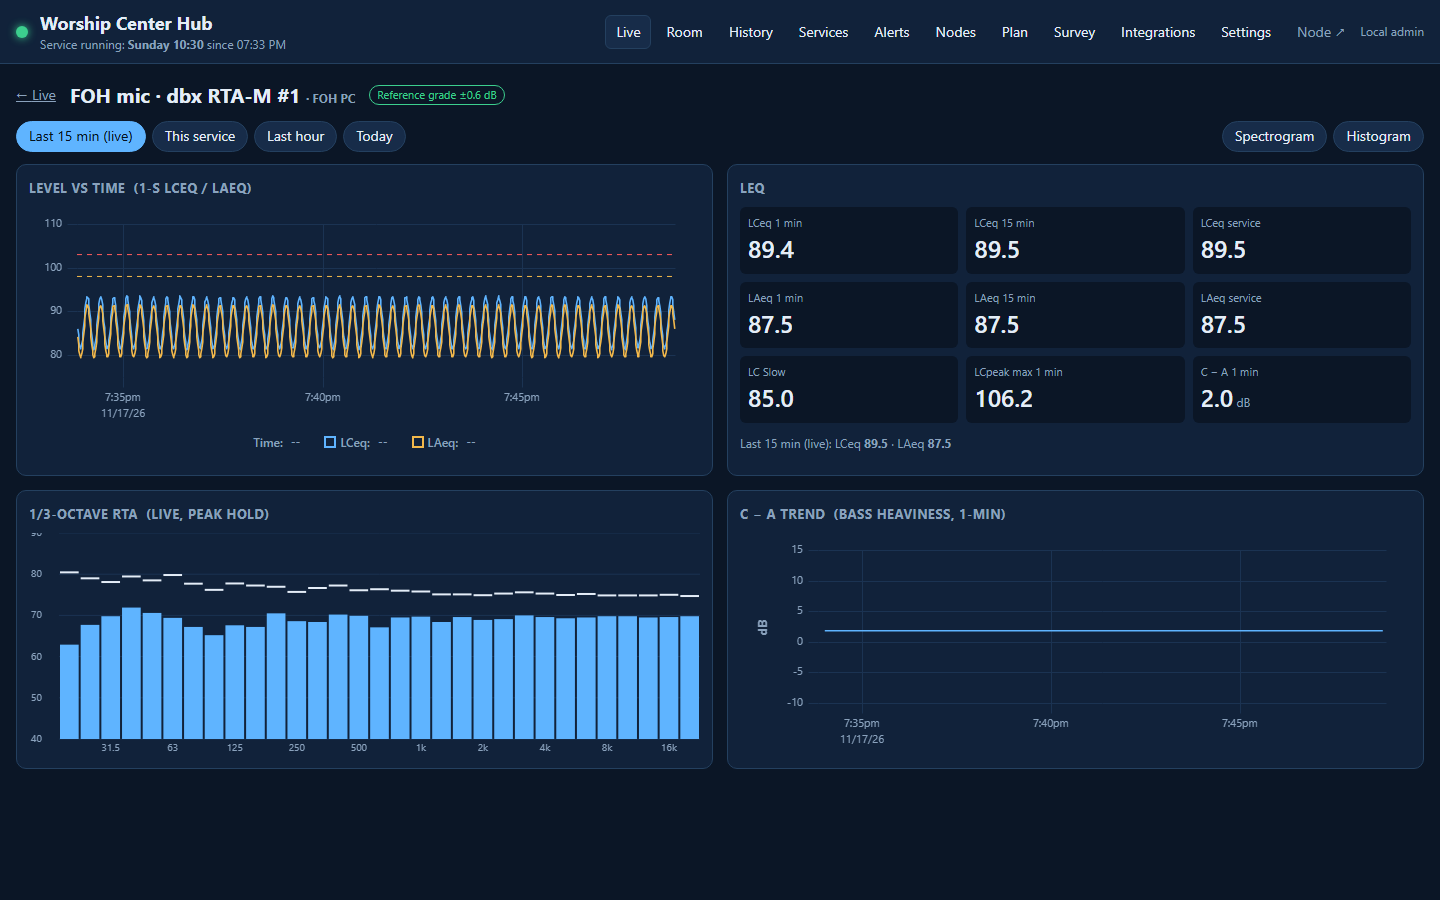 Worship Center Hub
Service running: Sunday 10:30 since 07:33 PM
Live
Room
History
Services
Alerts
Nodes
Plan
Survey
Integrations
Settings
Node ↗
Local admin
← Live
FOH mic · dbx RTA-M #1 · FOH PC
Reference grade ±0.6 dB
Last 15 min (live)
This service
Last hour
Today
Spectrogram
Histogram
LEVEL VS TIME (1-S LCEQ / LAEQ)
110
100
90
80
7:35pm
7:40pm
7:45pm
11/17/26
Time: --
LCeq: --
LAeq: --
LEQ
LCeq 1 min
89.4
LCeq 15 min
89.5
LCeq service
89.5
LAeq 1 min
87.5
LAeq 15 min
87.5
LAeq service
87.5
LC Slow
85.0
LCpeak max 1 min
106.2
C − A 1 min
2.0 dB
Last 15 min (live): LCeq 89.5 · LAeq 87.5
1/3-OCTAVE RTA (LIVE, PEAK HOLD)
90
80
70
60
50
40
31.5
63
125
250
500
1k
2k
4k
8k
16k
C − A TREND (BASS HEAVINESS, 1-MIN)
15
10
5
0
-5
-10
dB
7:35pm
7:40pm
7:45pm
11/17/26